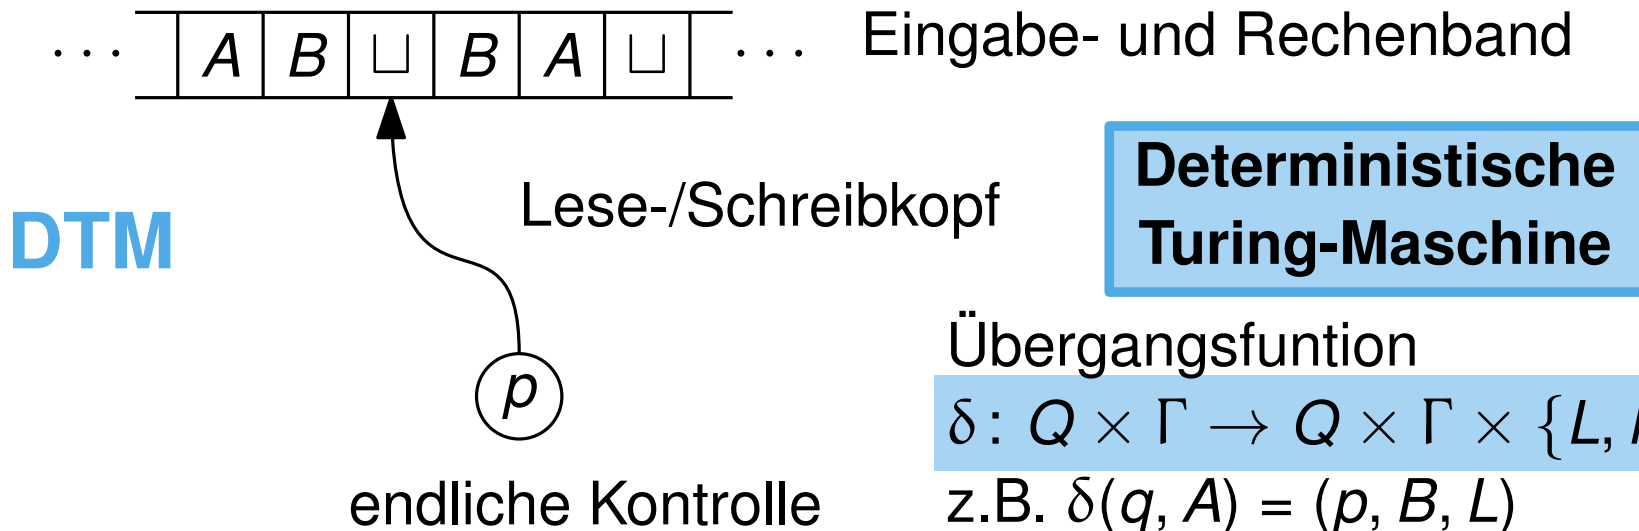 ··· A B ⊔ B A ⊔ ··· Eingabe- und Rechenband
Lese-/Schreibkopf
Deterministische
Turing-Maschine
DTM
Übergangsfuntion
p
δ: Q × Γ → Q × Γ × {L,
endliche Kontrolle
z.B. δ(q, A) = (p, B, L)